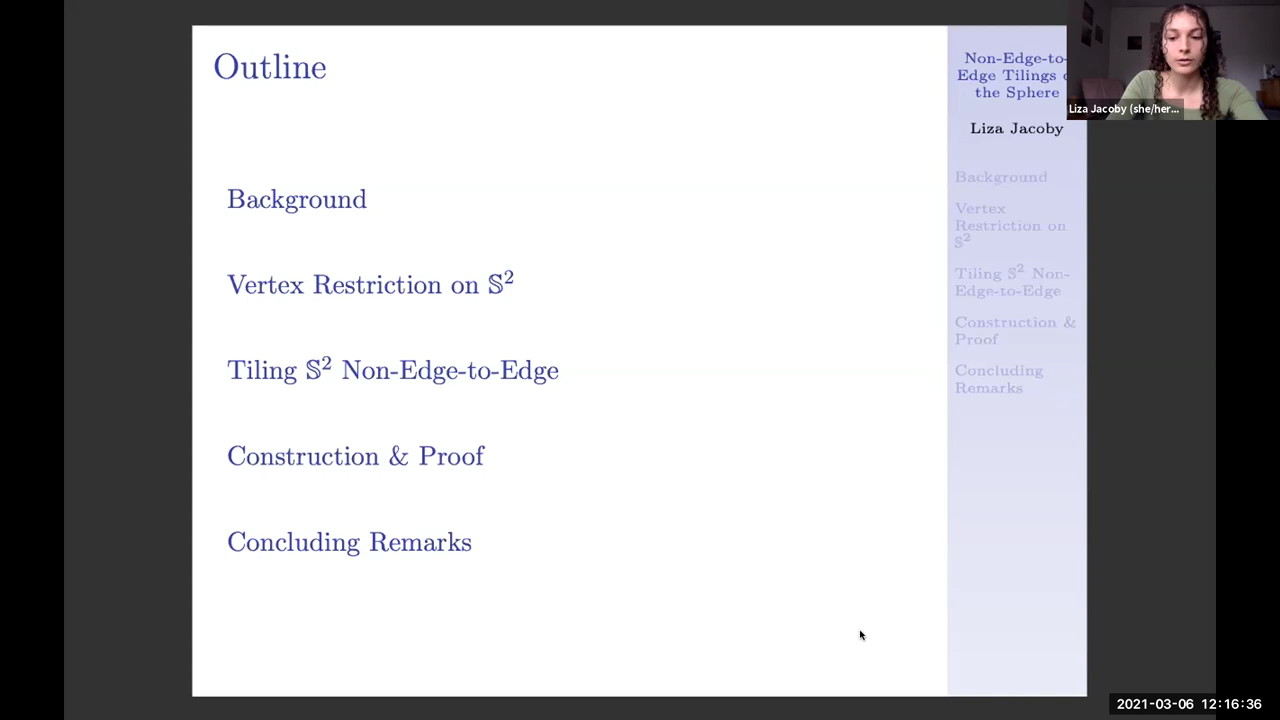 Outline
Background
Vertex Restriction on 𝕊²
Tiling 𝕊² Non-Edge-to-Edge
Construction & Proof
Concluding Remarks
Non-Edge-to-
Edge Tilings
the Sphere
Liza Jacoby
Background
Vertex
Restriction on
𝕊²
Tiling 𝕊² Non-
Edge-to-Edge
Construction &
Proof
Concluding
Remarks
Liza Jacoby (she/her...
2021-03-06 12:16:36